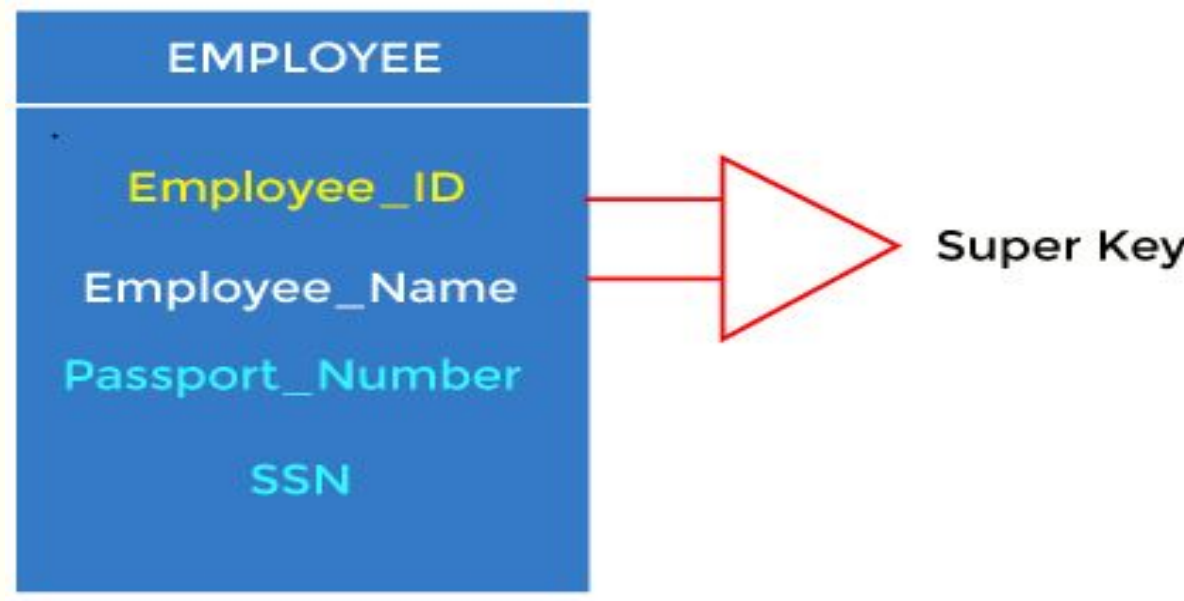 EMPLOYEE
Employee_ID
Employee_Name
Super Key
Passport_Number
SSN